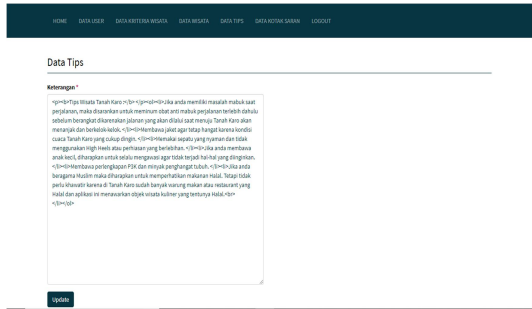 HOME DATA USER DATA KRITERIA WISATA DATA WISATA DATA TIPS DATA KOTAK SARAN LOGOUT
Data Tips
Keterangan *
<p><b>Tips Wisata Tanah Karo :</b> </p><ol><li>Jika anda memiliki masalah mabuk saat
perjalanan, maka disarankan untuk meminum obat anti mabuk perjalanan terlebih dahulu
sebelum berangkat dikarenakan jalanan yang akan dilalui saat menuju Tanah Karo akan
menanjak dan berkelok-kelok. </li><li>Membawa jaket agar tetap hangat karena kondisi
cuaca Tanah Karo yang cukup dingin. </li><li>Memakai sepatu yang nyaman dan tidak
menggunakan High Heels atau perhiasan yang berlebihan. </li><li>Jika anda membawa
anak kecil, diharapkan untuk selalu mengawasi agar tidak terjadi hal-hal yang diinginkan.
</li><li>Membawa perlengkapan P3K dan minyak penghangat tubuh. </li><li>Jika anda
beragama Muslim maka diharapkan untuk memperhatikan makanan Halal. Tetapi tidak
perlu khawatir karena di Tanah Karo sudah banyak warung makan atau restaurant yang
Halal dan aplikasi ini menawarkan objek wisata kuliner yang tentunya Halal.<br>
</li></ol>
Update